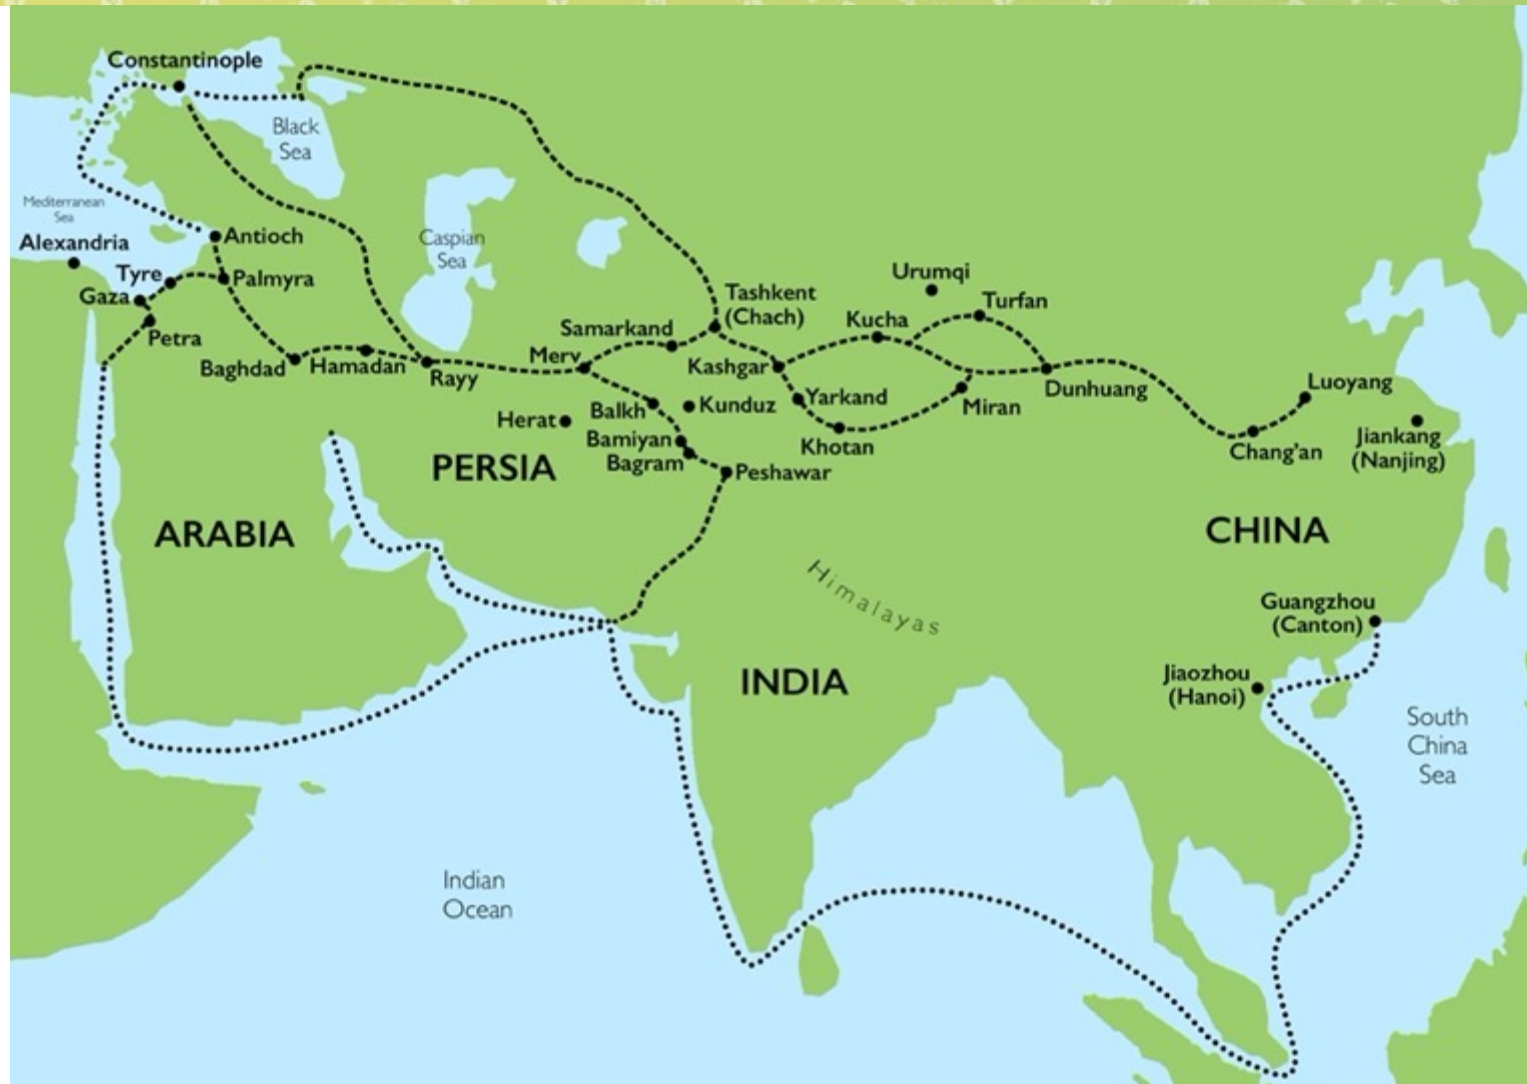 Constantinople
Black
Sea
Mediterranean
Sea
Caspian
Sea
Alexandria
Antioch
Tyre
Palmyra
Gaza
Petra
Baghdad
Hamadan
Rayy
Urumqi
Tashkent
(Chach)
Turfan
Samarkand
Kucha
Merv
Kashgar
Dunhuang
Luoyang
Herat
Balkh
Kunduz
Yarkand
Miran
Bamiyan
Khotan
Bagram
Peshawar
Chang'an
Jiankang
(Nanjing)
PERSIA
ARABIA
CHINA
Himalayas
Guangzhou
(Canton)
INDIA
Jiaozhou
(Hanoi)
South
China
Sea
Indian
Ocean